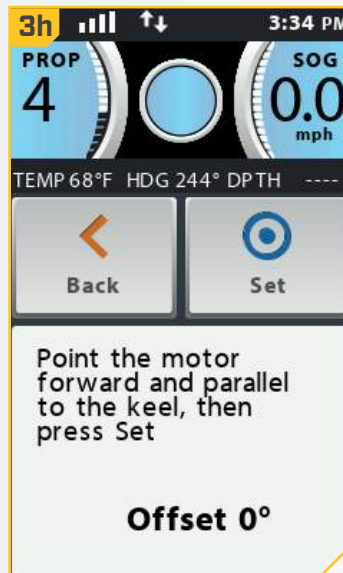 3h 3:34 PM
PROP SOG
4 0.0
mph
TEMP 68°F HDG 244° DPTH ----
Back Set
Point the motor
forward and parallel
to the keel, then
press Set
Offset 0°